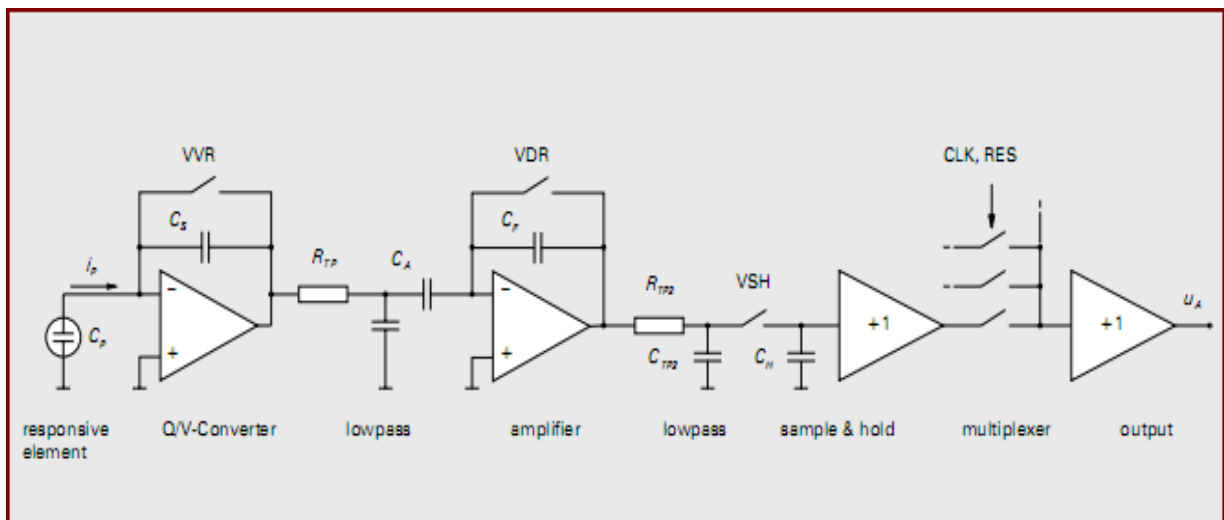 VVR
VDR
CLK, RES
C_S
C_F
i_P
R_TP
C_A
R_TP2
VSH
u_A
−
−
+1
+1
C_P
+
+
C_TP2
C_H
responsive element
Q/V-Converter
lowpass
amplifier
lowpass
sample & hold
multiplexer
output